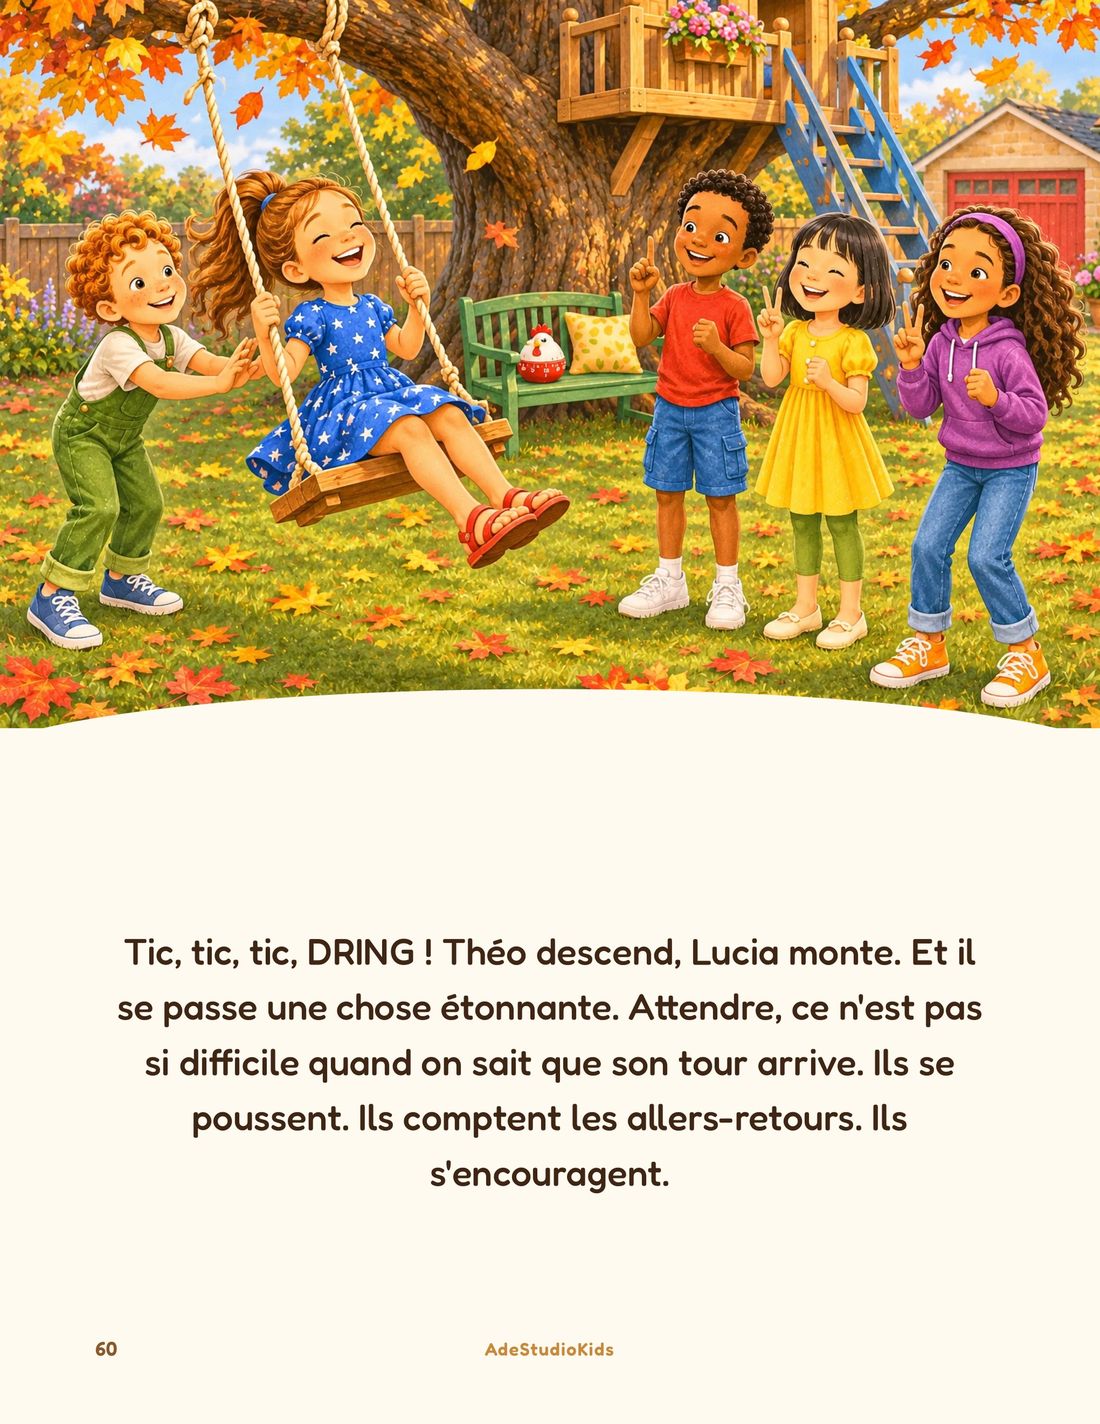 Tic, tic, tic, DRING ! Théo descend, Lucia monte. Et il
se passe une chose étonnante. Attendre, ce n'est pas
si difficile quand on sait que son tour arrive. Ils se
poussent. Ils comptent les allers-retours. Ils
s'encouragent.
60
AdeStudioKids